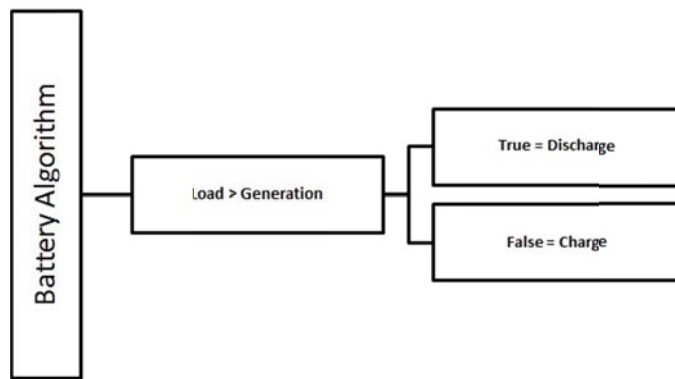 Battery Algorithm
Load > Generation
True = Discharge
False = Charge